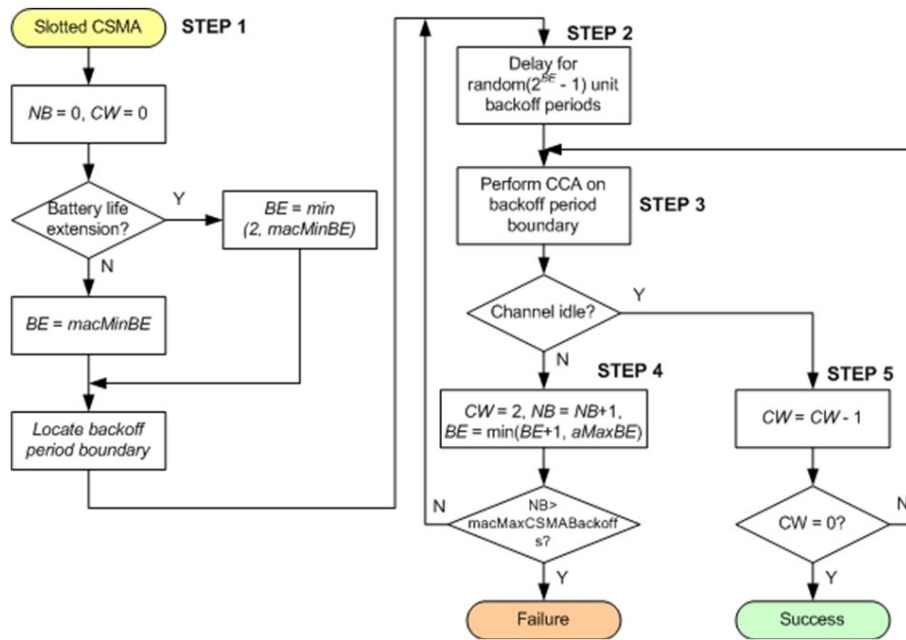 Slotted CSMA
STEP 1
NB = 0, CW = 0
Battery life
extension?
Y
BE = min
(2, macMinBE)
N
BE = macMinBE
Locate backoff
period boundary
STEP 2
Delay for
random(2^BE - 1) unit
backoff periods
Perform CCA on
backoff period
boundary
STEP 3
Channel idle?
Y
N
STEP 4
CW = 2, NB = NB+1,
BE = min(BE+1, aMaxBE)
NB>
macMaxCSMABackoff
s?
N
Y
Failure
STEP 5
CW = CW - 1
CW = 0?
N
Y
Success